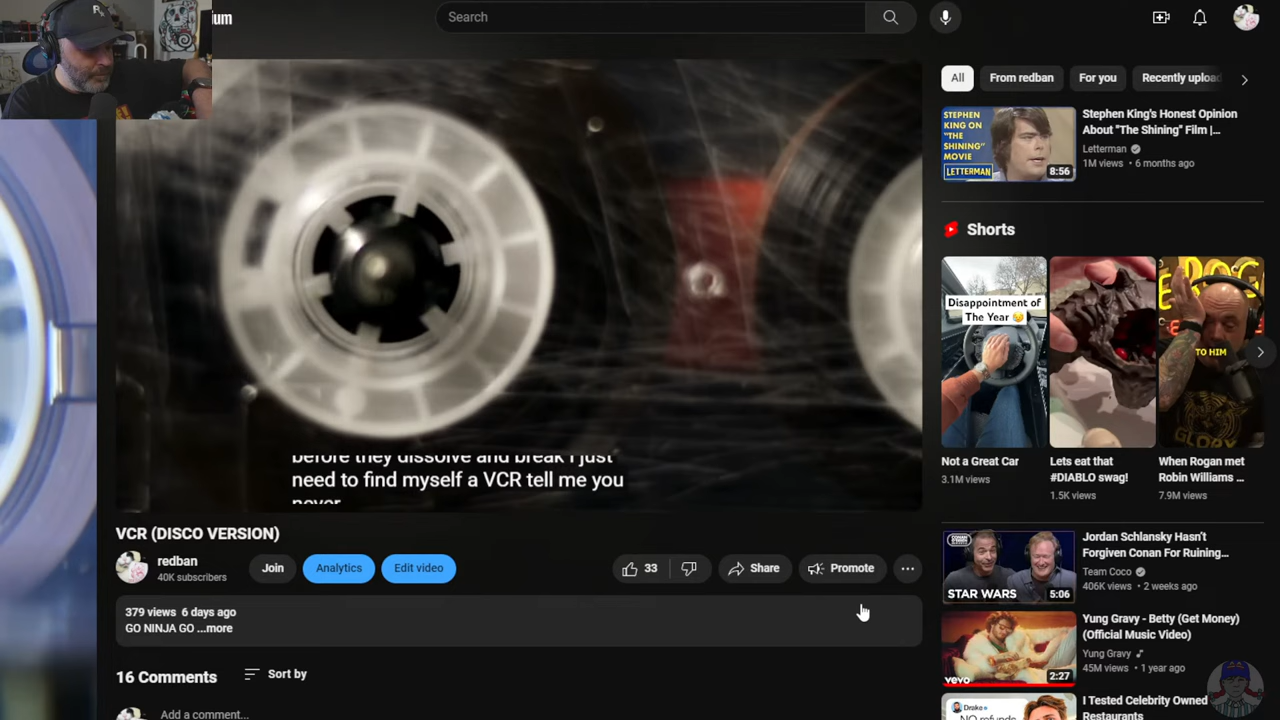 ium
Search
before they dissolve and break I just
need to find myself a VCR tell me you
never
VCR (DISCO VERSION)
redban
40K subscribers
Join
Analytics
Edit video
33
Share
Promote
379 views 6 days ago
GO NINJA GO ...more
16 Comments
Sort by
Add a comment...
All
From redban
For you
Recently uploa
STEPHEN
KING ON
"THE
SHINING"
MOVIE
LETTERMAN
8:56
Stephen King's Honest Opinion
About "The Shining" Film |...
Letterman
1M views • 6 months ago
Shorts
Disappointment of
The Year
TO HIM
GLORY
Not a Great Car
3.1M views
Lets eat that
#DIABLO swag!
1.5K views
When Rogan met
Robin Williams ...
7.9M views
STAR WARS
5:06
Jordan Schlansky Hasn't
Forgiven Conan For Ruining...
Team Coco
406K views • 2 weeks ago
vevo
2:27
Yung Gravy - Betty (Get Money)
(Official Music Video)
Yung Gravy
45M views • 1 year ago
Drake
NO refunds
I Tested Celebrity Owned
Restaurants